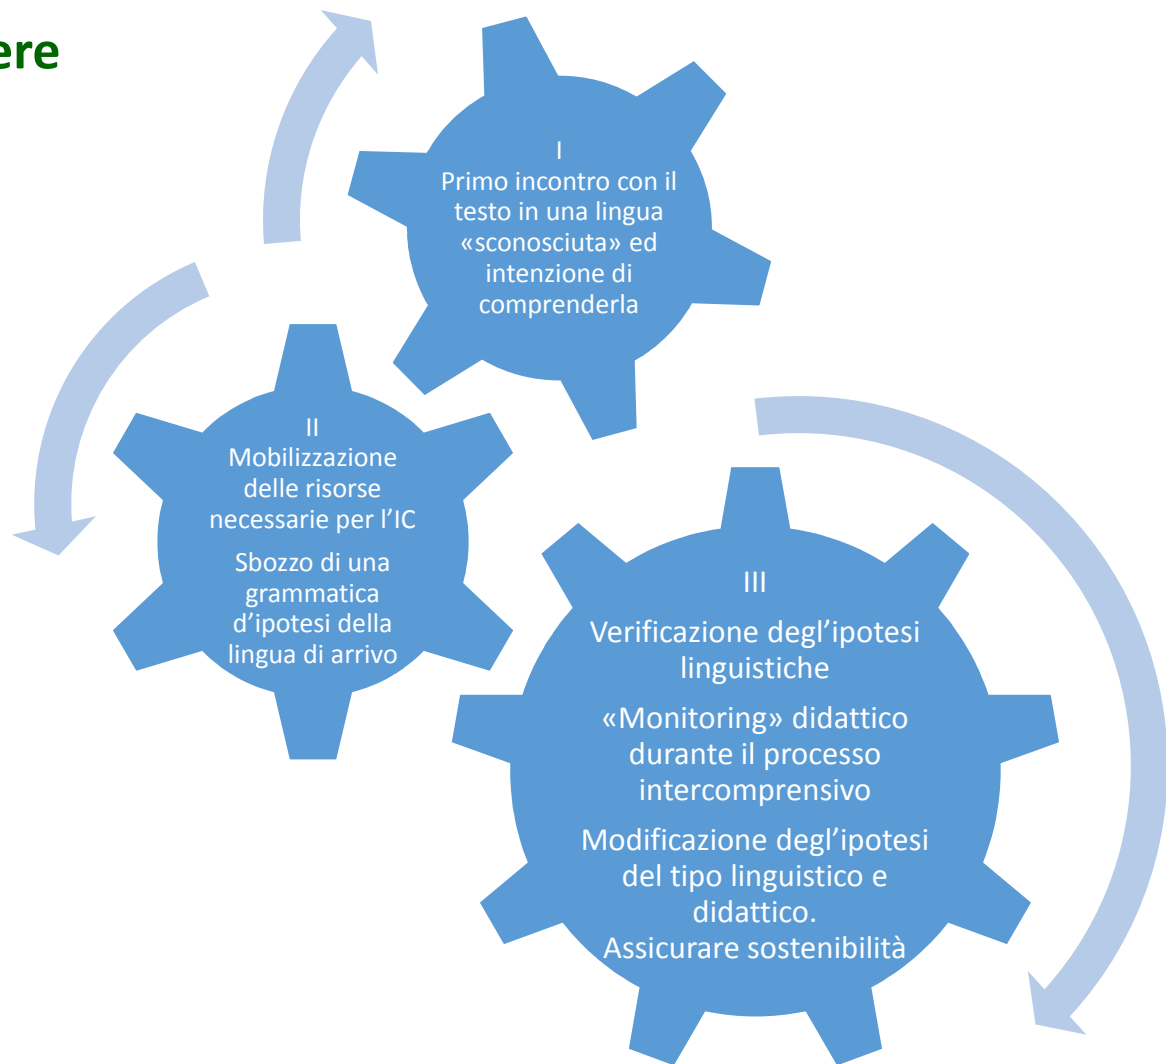 ere
I
Primo incontro con il
testo in una lingua
«sconosciuta» ed
intenzione di
comprenderla
II
Mobilizzazione
delle risorse
necessarie per l’IC
Sbozzo di una
grammatica
d’ipotesi della
lingua di arrivo
III
Verificazione degl’ipotesi
linguistiche
«Monitoring» didattico
durante il processo
intercomprensivo
Modificazione degl’ipotesi
del tipo linguistico e
didattico.
Assicurare sostenibilità